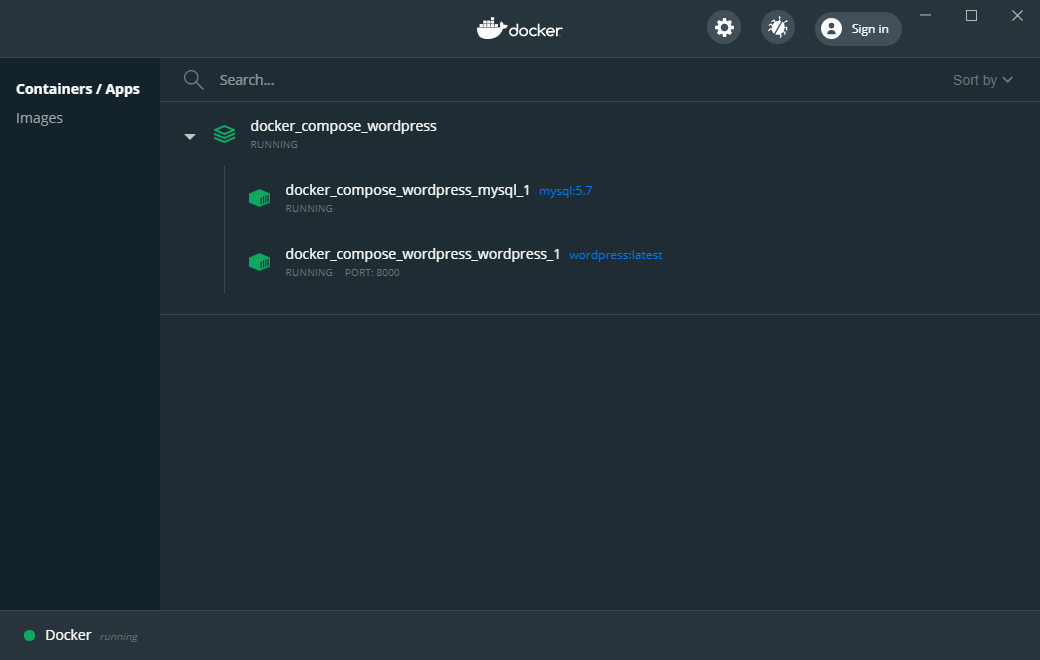 docker
Sign in
Containers / Apps
Images
Search...
Sort by
docker_compose_wordpress
RUNNING
docker_compose_wordpress_mysql_1 mysql:5.7
RUNNING
docker_compose_wordpress_wordpress_1 wordpress:latest
RUNNING PORT: 8000
Docker running